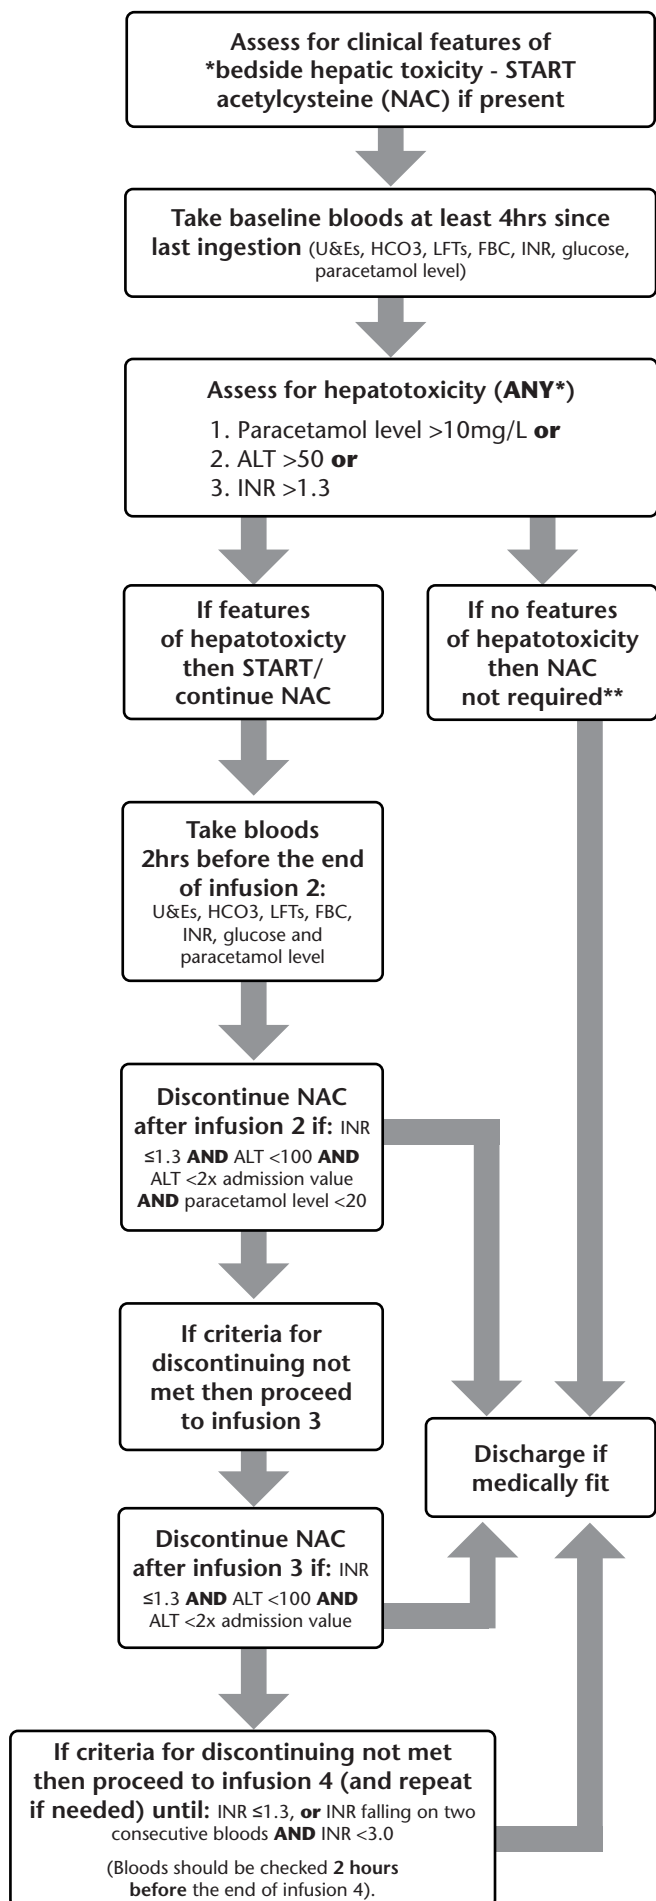 Assess for clinical features of
*bedside hepatic toxicity - START
acetylcysteine (NAC) if present
Take baseline bloods at least 4hrs since
last ingestion (U&Es, HCO3, LFTs, FBC, INR, glucose,
paracetamol level)
Assess for hepatotoxicity (ANY*)
1. Paracetamol level >10mg/L or
2. ALT >50 or
3. INR >1.3
If features
of hepatotoxicty
then START/
continue NAC
If no features
of hepatotoxicity
then NAC
not required**
Take bloods
2hrs before the end
of infusion 2:
U&Es, HCO3, LFTs, FBC,
INR, glucose and
paracetamol level
Discontinue NAC
after infusion 2 if: INR
≤1.3 AND ALT <100 AND
ALT <2x admission value
AND paracetamol level <20
If criteria for
discontinuing not
met then proceed
to infusion 3
Discharge if
medically fit
Discontinue NAC
after infusion 3 if: INR
≤1.3 AND ALT <100 AND
ALT <2x admission value
If criteria for discontinuing not met
then proceed to infusion 4 (and repeat
if needed) until: INR ≤1.3, or INR falling on two
consecutive bloods AND INR <3.0
(Bloods should be checked 2 hours
before the end of infusion 4).